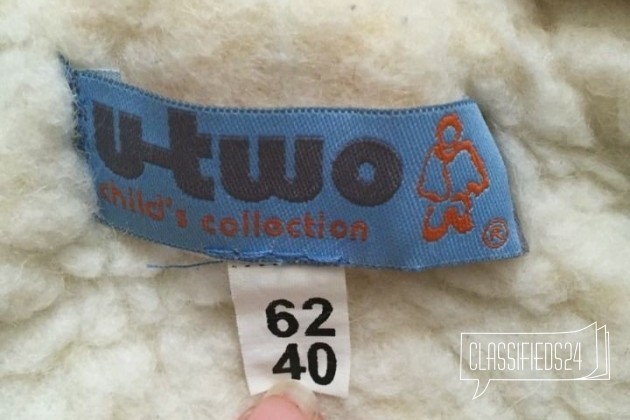 u-two
child's collection
®
62
40
CLASSIFIEDS24